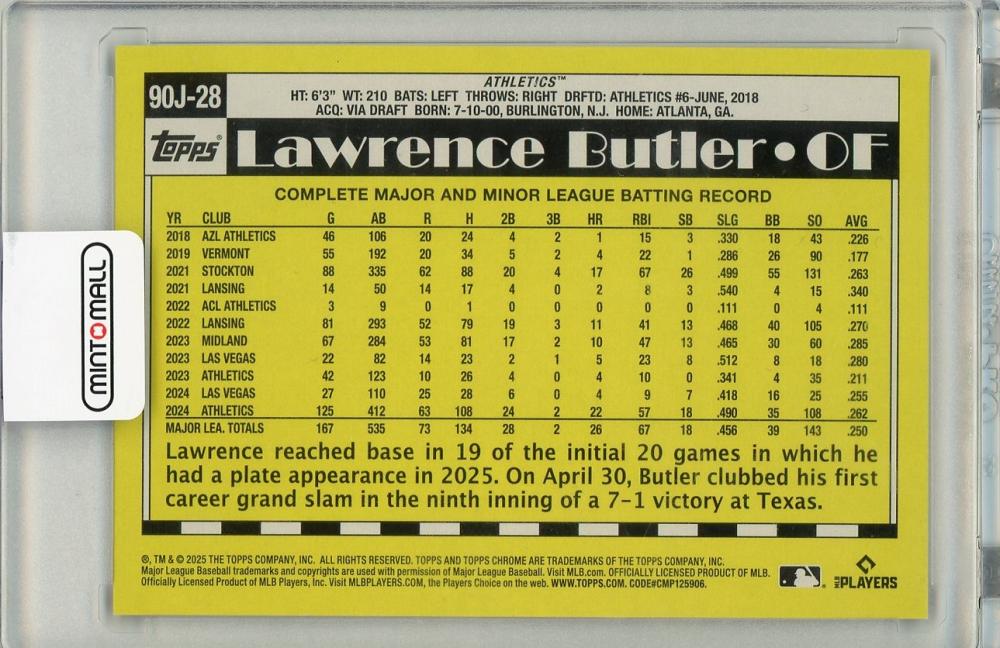 90J-28
ATHLETICS™
HT: 6'3" WT: 210 BATS: LEFT THROWS: RIGHT DRFTD: ATHLETICS #6-JUNE, 2018
ACQ: VIA DRAFT BORN: 7-10-00, BURLINGTON, N.J. HOME: ATLANTA, GA.
Topps®
Lawrence Butler • OF
COMPLETE MAJOR AND MINOR LEAGUE BATTING RECORD
YR CLUB G AB R H 2B 3B HR RBI SB SLG BB SO AVG
2018 AZL ATHLETICS 46 106 20 24 4 2 1 15 3 .330 18 43 .226
2019 VERMONT 55 192 20 34 5 2 4 22 1 .286 26 90 .177
2021 STOCKTON 88 335 62 88 20 4 17 67 26 .499 55 131 .263
2021 LANSING 14 50 14 17 4 0 2 8 3 .540 4 15 .340
2022 ACL ATHLETICS 3 9 0 1 0 0 0 0 0 .111 0 4 .111
2022 LANSING 81 293 52 79 19 3 11 41 13 .468 40 105 .270
2023 MIDLAND 67 284 53 81 17 2 10 47 13 .465 30 60 .285
2023 LAS VEGAS 22 82 14 23 2 1 5 23 8 .512 8 18 .280
2023 ATHLETICS 42 123 10 26 4 0 4 10 0 .341 4 35 .211
2024 LAS VEGAS 27 110 25 28 6 0 4 9 7 .418 16 25 .255
2024 ATHLETICS 125 412 63 108 24 2 22 57 18 .490 35 108 .262
MAJOR LEA. TOTALS 167 535 73 134 28 2 26 67 18 .456 39 143 .250
Lawrence reached base in 19 of the initial 20 games in which he
had a plate appearance in 2025. On April 30, Butler clubbed his first
career grand slam in the ninth inning of a 7-1 victory at Texas.
®, TM & © 2025 THE TOPPS COMPANY, INC. ALL RIGHTS RESERVED. TOPPS AND TOPPS CHROME ARE TRADEMARKS OF THE TOPPS COMPANY, INC.
Major League Baseball trademarks and copyrights are used with permission of Major League Baseball. Visit MLB.com. OFFICIALLY LICENSED PRODUCT OF MLB.
Officially Licensed Product of MLB Players, Inc. Visit MLBPLAYERS.COM, the Players Choice on the web. WWW.TOPPS.COM. CODE#CMP125906.
MLB PLAYERS
MINTMALL